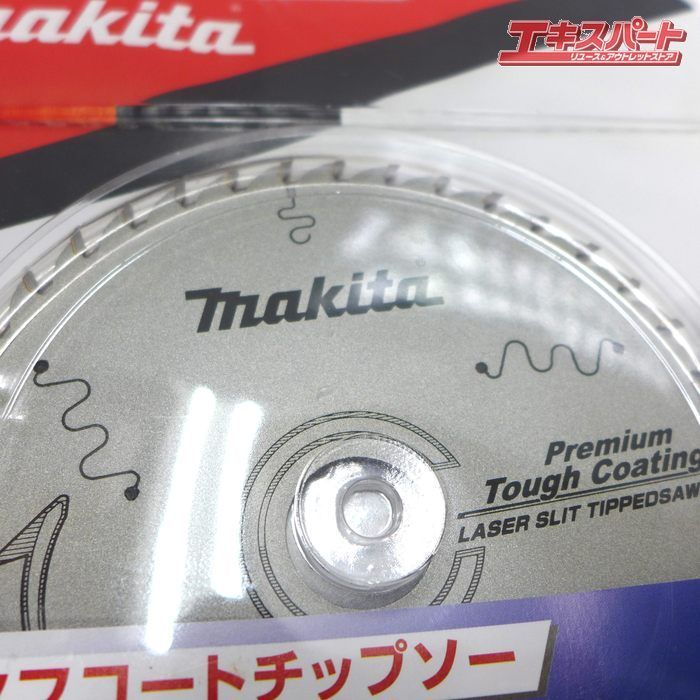 makita
エキスパート
リユース&アウトレットストア
makita
Premium
Tough Coating
LASER SLIT TIPPEDSAW
スコートチップソー